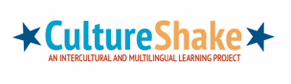 CultureShake
AN INTERCULTURAL AND MULTILINGUAL LEARNING PROJECT